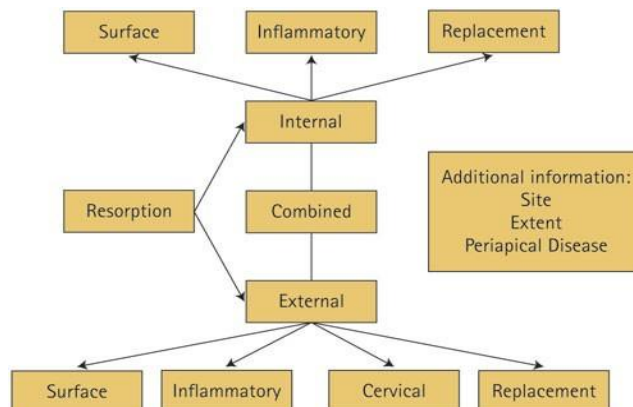 Surface
Inflammatory
Replacement
Internal
Resorption
Combined
Additional information:
Site
Extent
Periapical Disease
External
Surface
Inflammatory
Cervical
Replacement